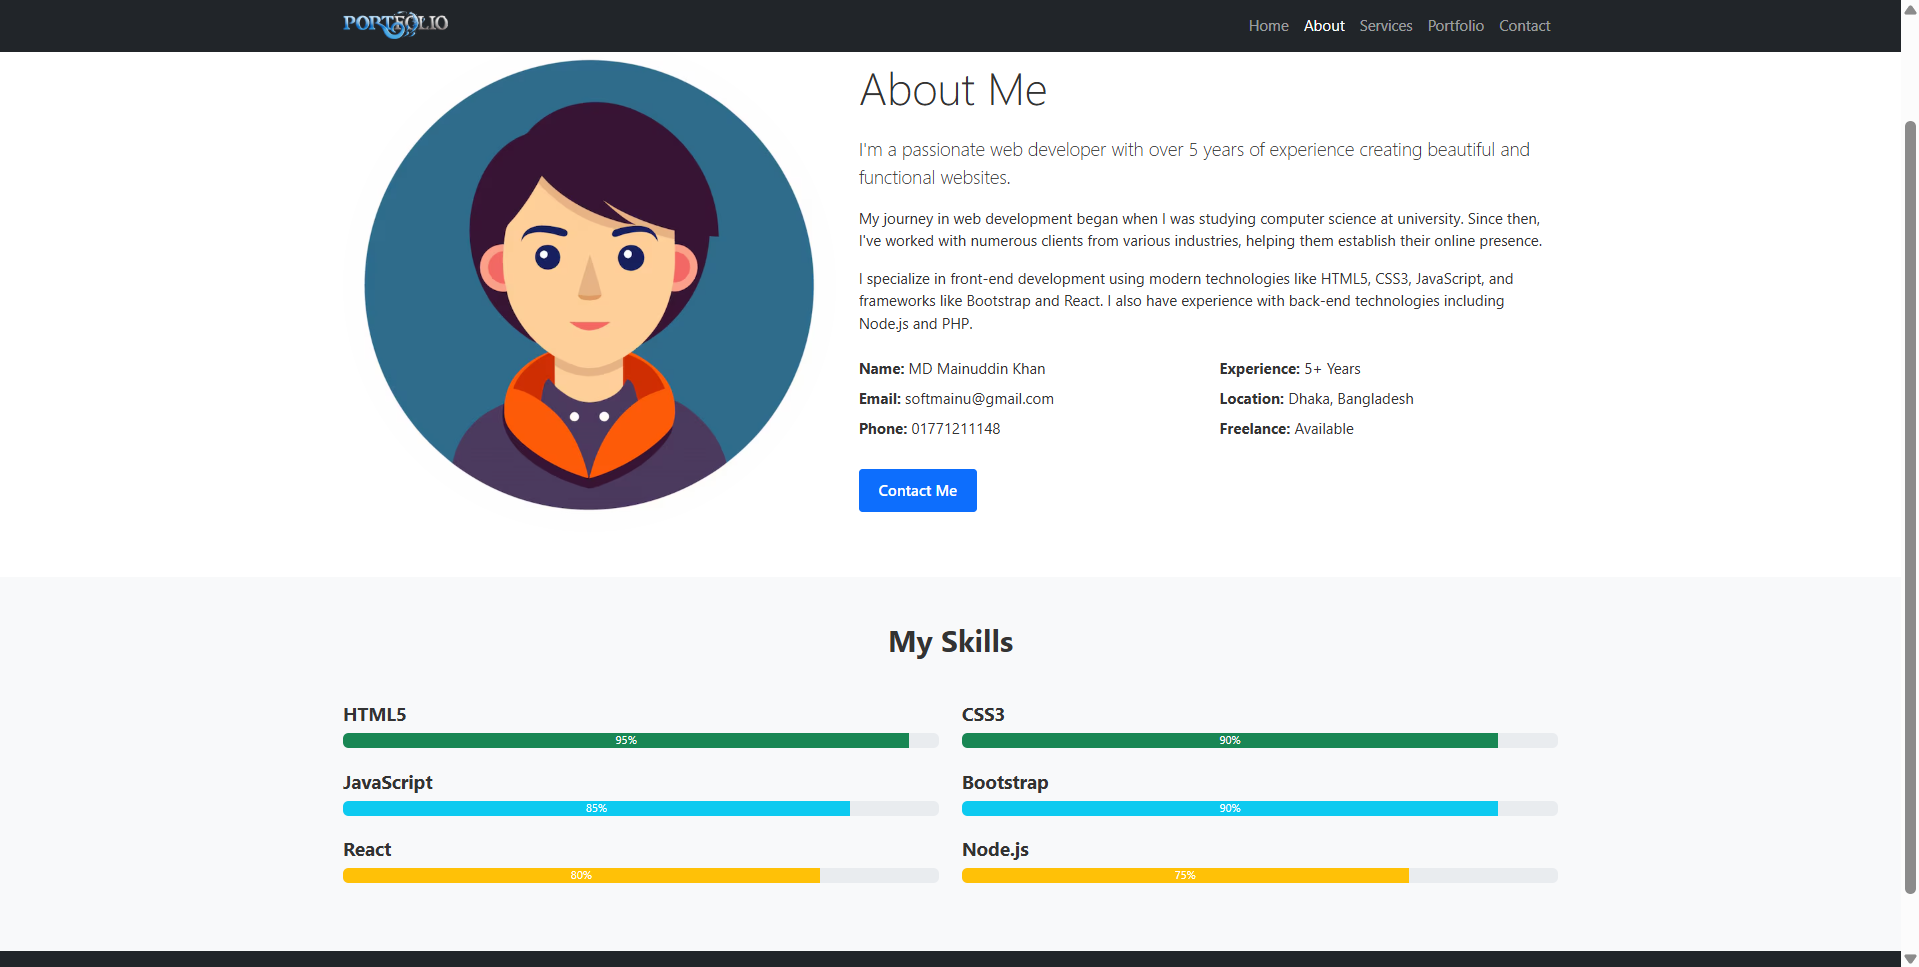 PORTFOLIO
Home About Services Portfolio Contact
About Me
I'm a passionate web developer with over 5 years of experience creating beautiful and
functional websites.
My journey in web development began when I was studying computer science at university. Since then,
I've worked with numerous clients from various industries, helping them establish their online presence.
I specialize in front-end development using modern technologies like HTML5, CSS3, JavaScript, and
frameworks like Bootstrap and React. I also have experience with back-end technologies including
Node.js and PHP.
Name: MD Mainuddin Khan
Experience: 5+ Years
Email: softmainu@gmail.com
Location: Dhaka, Bangladesh
Phone: 01771211148
Freelance: Available
Contact Me
My Skills
HTML5
95%
CSS3
90%
JavaScript
85%
Bootstrap
90%
React
80%
Node.js
75%